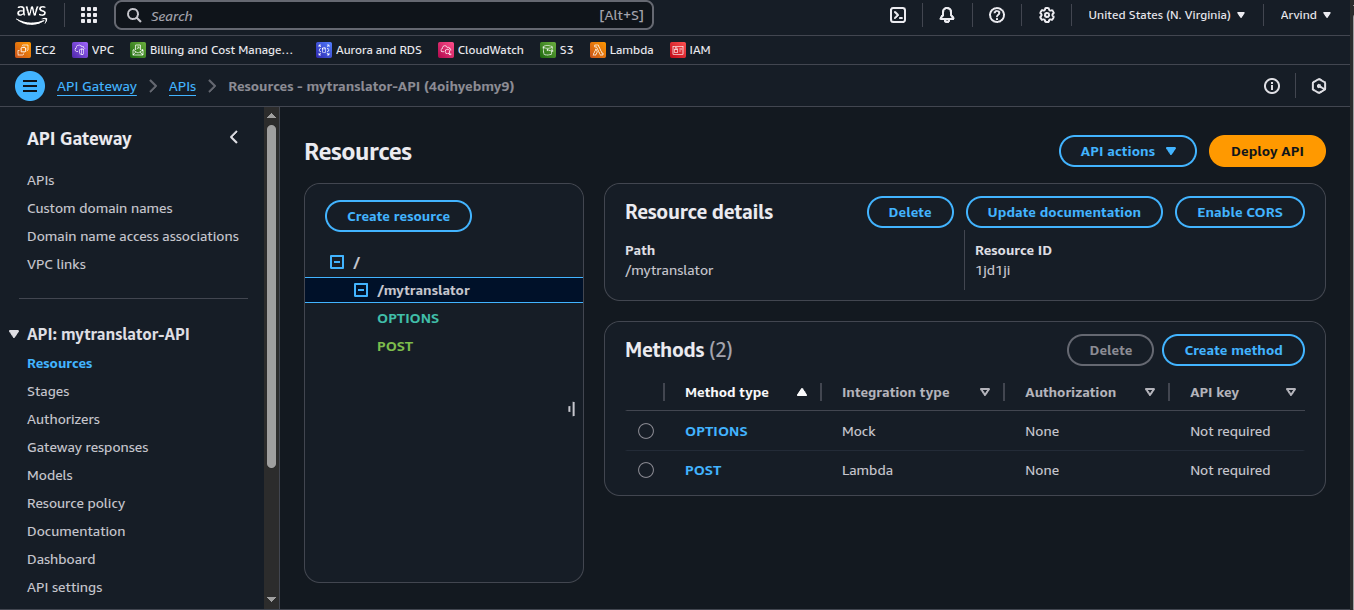 aws
Search [Alt+S]
United States (N. Virginia) Arvind
EC2 VPC Billing and Cost Manage... Aurora and RDS CloudWatch S3 Lambda IAM
API Gateway APIs Resources - mytranslator-API (4oihyebmy9)
API Gateway
APIs
Custom domain names
Domain name access associations
VPC links
API: mytranslator-API
Resources
Stages
Authorizers
Gateway responses
Models
Resource policy
Documentation
Dashboard
API settings
Resources
API actions Deploy API
Create resource
/
/mytranslator
OPTIONS
POST
Resource details Delete Update documentation Enable CORS
Path Resource ID
/mytranslator 1jd1ji
Methods (2) Delete Create method
Method type Integration type Authorization API key
OPTIONS Mock None Not required
POST Lambda None Not required